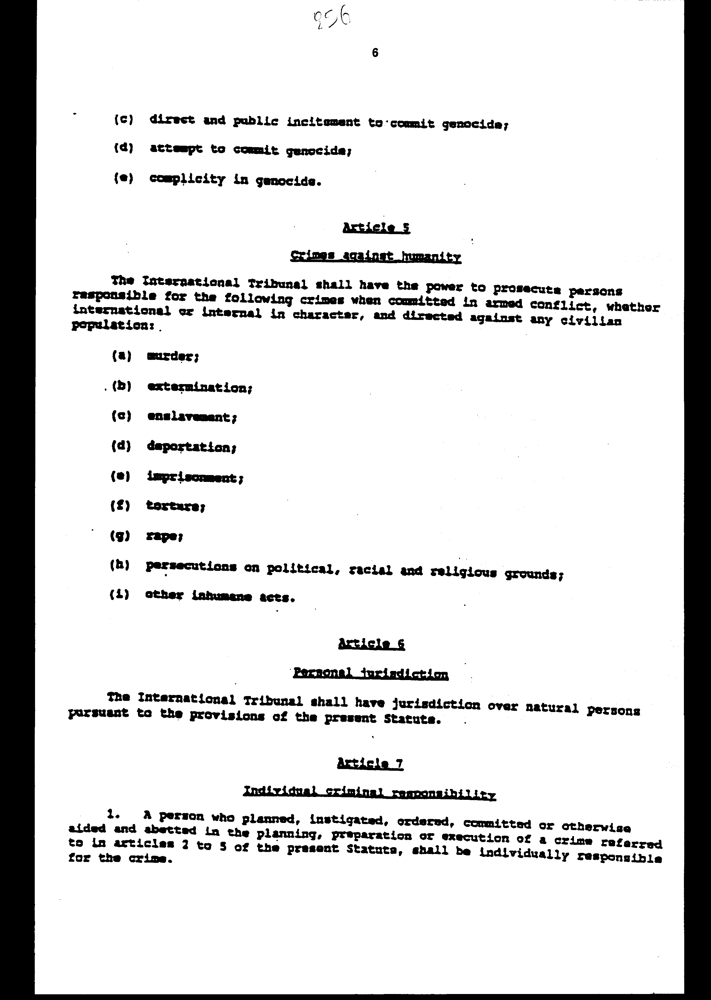 956
6
(c) direct and public incitement to commit genocide;
(d) attempt to commit genocide;
(e) complicity in genocide.
Article 5
Crimes against humanity
The International Tribunal shall have the power to prosecute persons
responsible for the following crimes when committed in armed conflict, whether
international or internal in character, and directed against any civilian
population:
(a) murder;
(b) extermination;
(c) enslavement;
(d) deportation;
(e) imprisonment;
(f) torture;
(g) rape;
(h) persecutions on political, racial and religious grounds;
(i) other inhumane acts.
Article 6
Personal jurisdiction
The International Tribunal shall have jurisdiction over natural persons
pursuant to the provisions of the present Statute.
Article 7
Individual criminal responsibility
1. A person who planned, instigated, ordered, committed or otherwise
aided and abetted in the planning, preparation or execution of a crime referred
to in articles 2 to 5 of the present Statute, shall be individually responsible
for the crime.